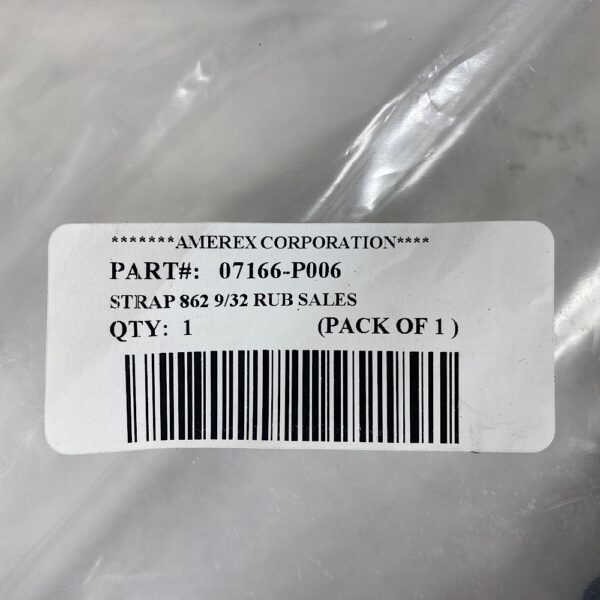 *******AMEREX CORPORATION****
PART#: 07166-P006
STRAP 862 9/32 RUB SALES
QTY: 1 (PACK OF 1 )